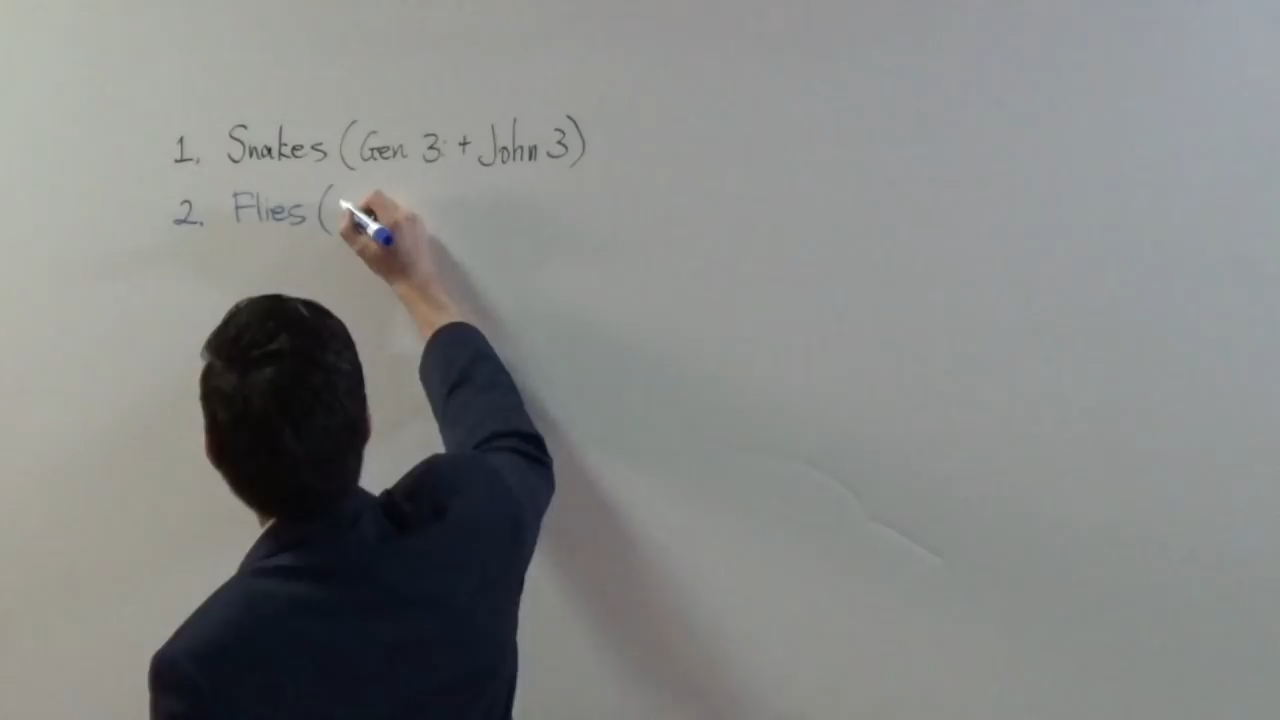 1. Snakes (Gen 3: + John 3)
2. Flies (